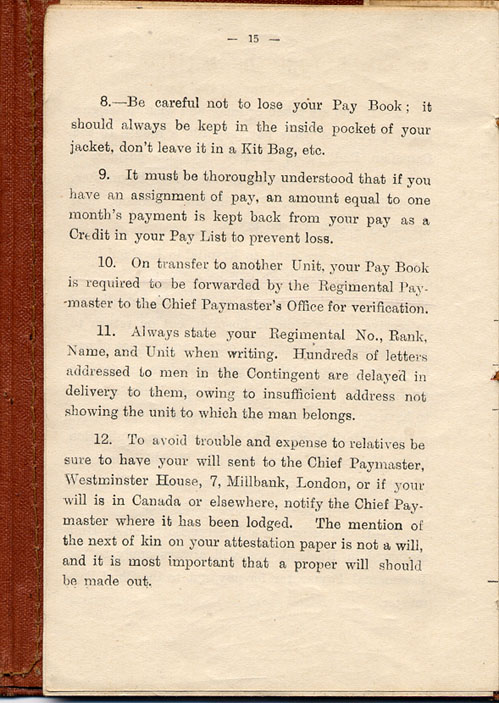 — 15 —
8.—Be careful not to lose your Pay Book; it
should always be kept in the inside pocket of your
jacket, don't leave it in a Kit Bag, etc.
9. It must be thoroughly understood that if you
have an assignment of pay, an amount equal to one
month's payment is kept back from your pay as a
Credit in your Pay List to prevent loss.
10. On transfer to another Unit, your Pay Book
is required to be forwarded by the Regimental Pay-
-master to the Chief Paymaster's Office for verification.
11. Always state your Regimental No., Rank,
Name, and Unit when writing. Hundreds of letters
addressed to men in the Contingent are delayed in
delivery to them, owing to insufficient address not
showing the unit to which the man belongs.
12. To avoid trouble and expense to relatives be
sure to have your will sent to the Chief Paymaster,
Westminster House, 7, Millbank, London, or if your
will is in Canada or elsewhere, notify the Chief Pay-
master where it has been lodged. The mention of
the next of kin on your attestation paper is not a will,
and it is most important that a proper will should
be made out.